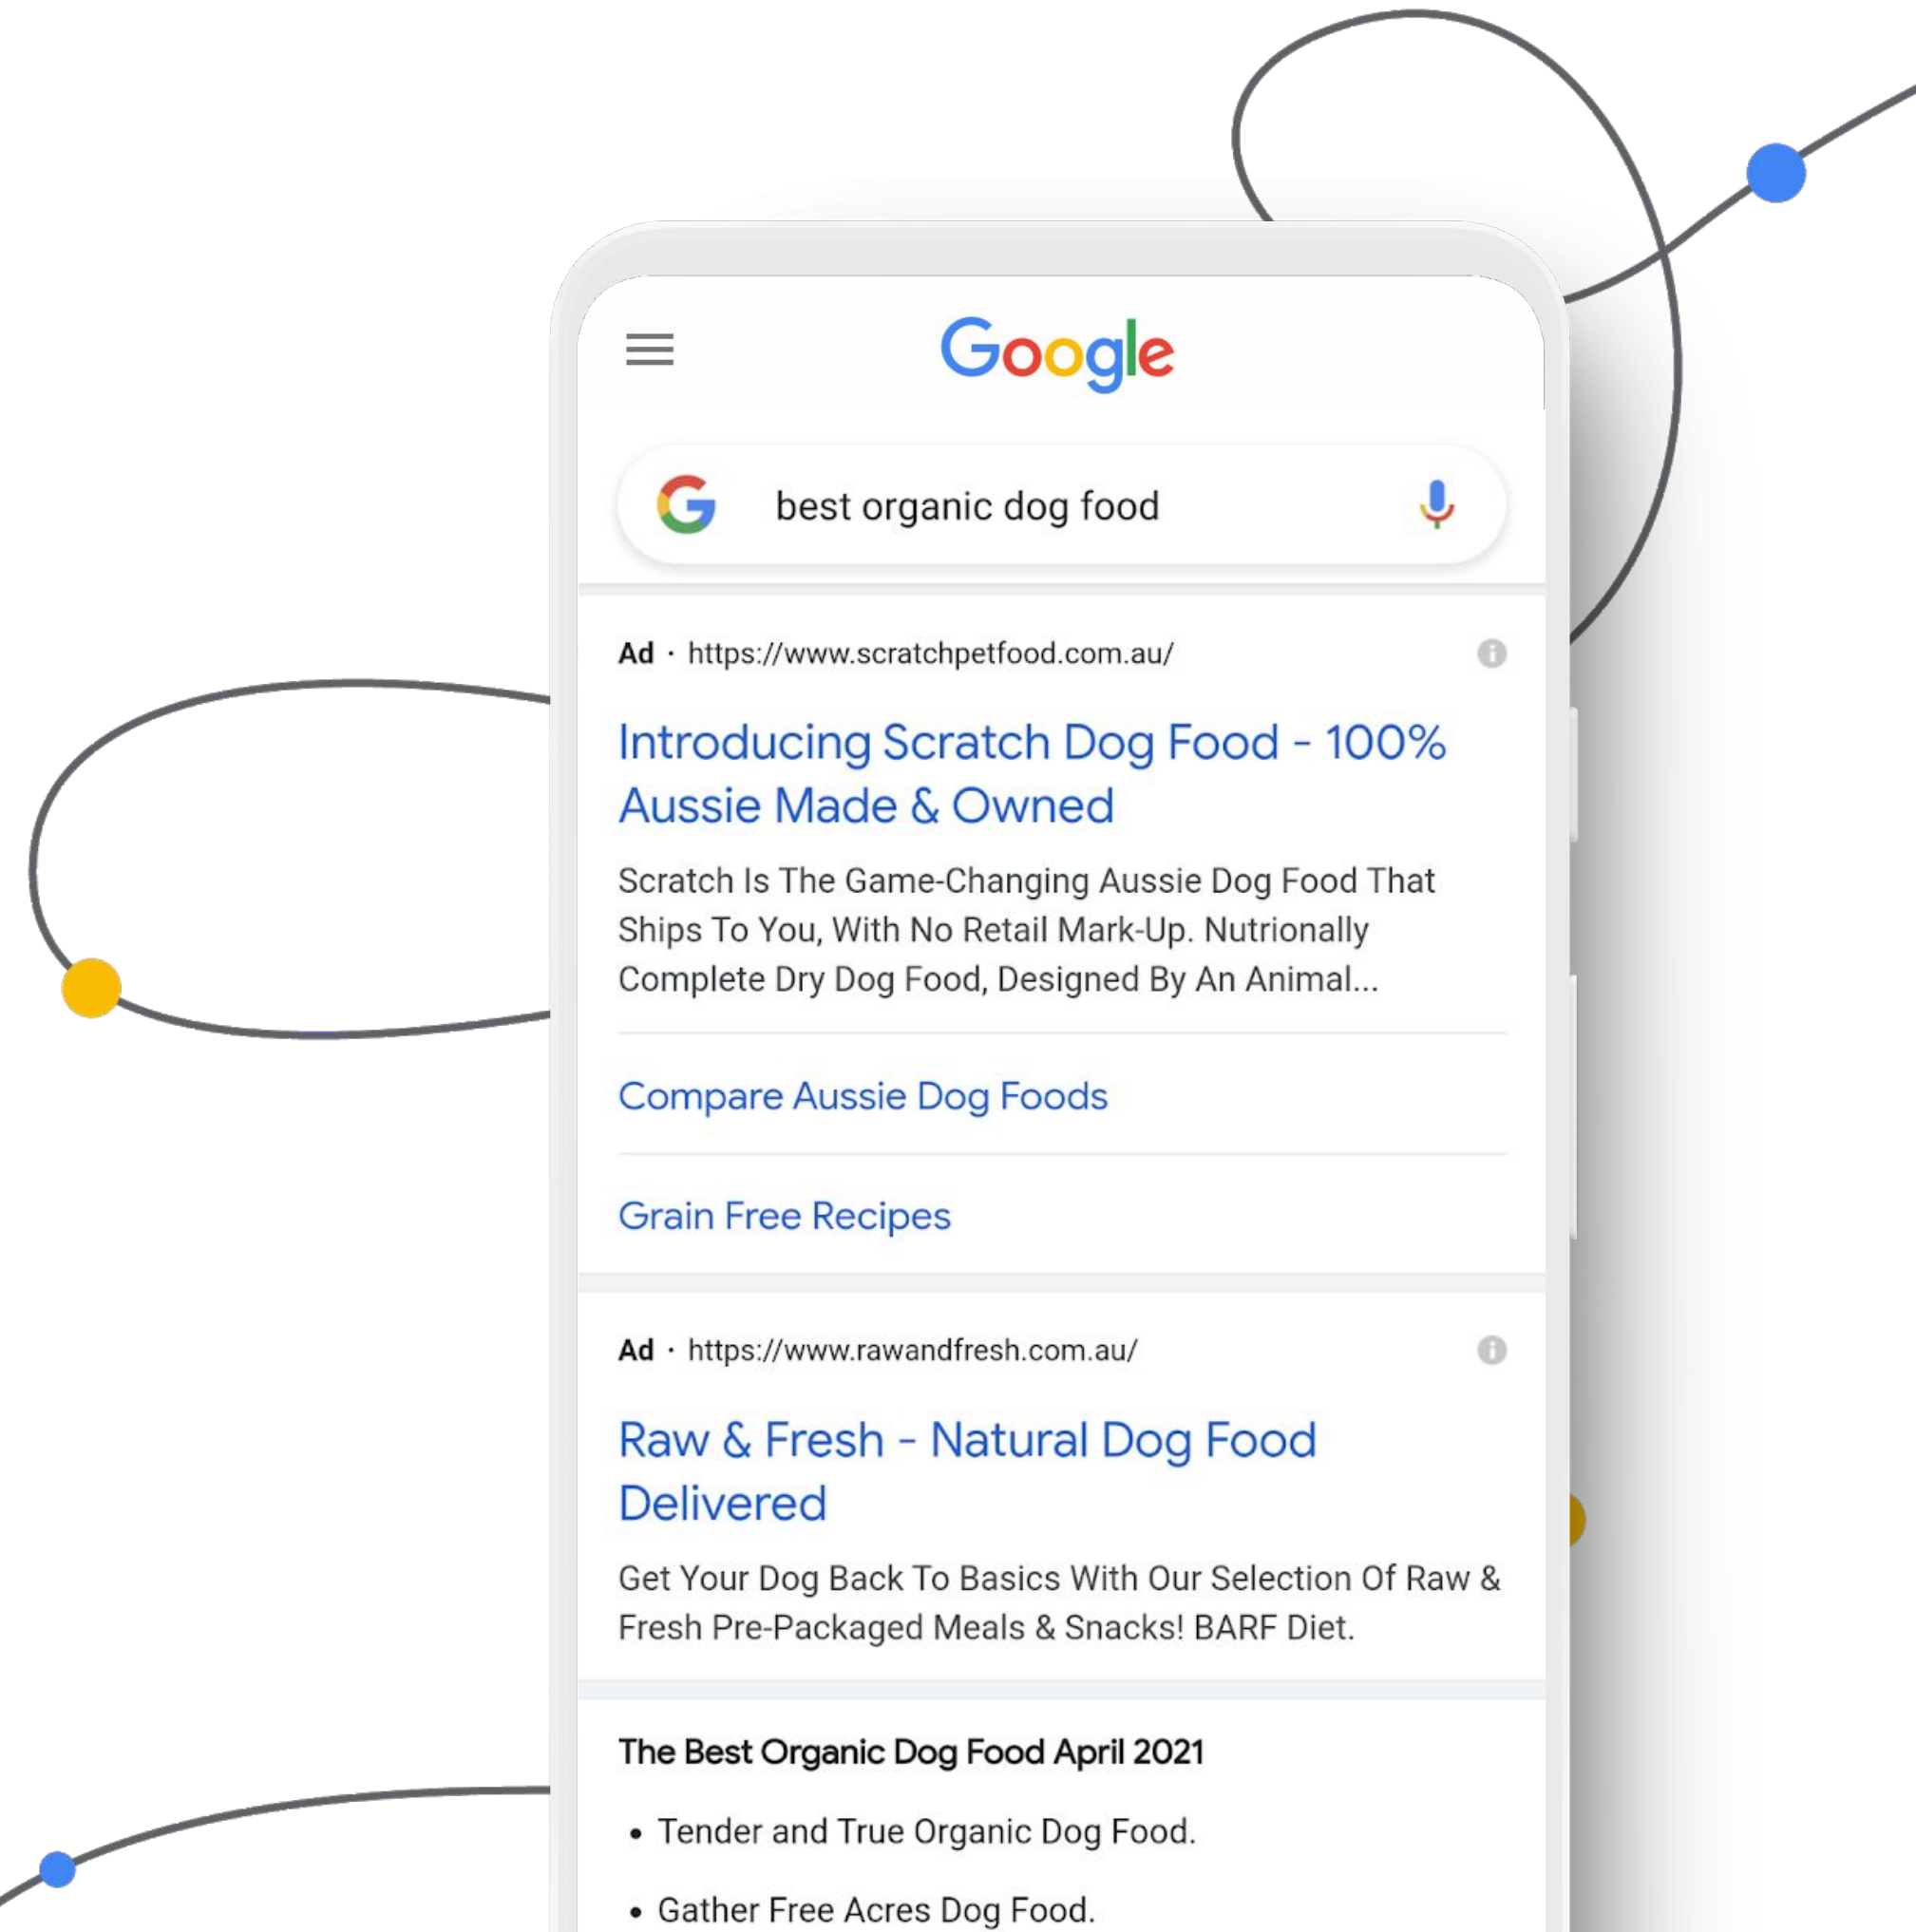 Google
best organic dog food
Ad · https://www.scratchpetfood.com.au/
Introducing Scratch Dog Food - 100%
Aussie Made & Owned
Scratch Is The Game-Changing Aussie Dog Food That
Ships To You, With No Retail Mark-Up. Nutrionally
Complete Dry Dog Food, Designed By An Animal...
Compare Aussie Dog Foods
Grain Free Recipes
Ad · https://www.rawandfresh.com.au/
Raw & Fresh - Natural Dog Food
Delivered
Get Your Dog Back To Basics With Our Selection Of Raw &
Fresh Pre-Packaged Meals & Snacks! BARF Diet.
The Best Organic Dog Food April 2021
• Tender and True Organic Dog Food.
• Gather Free Acres Dog Food.